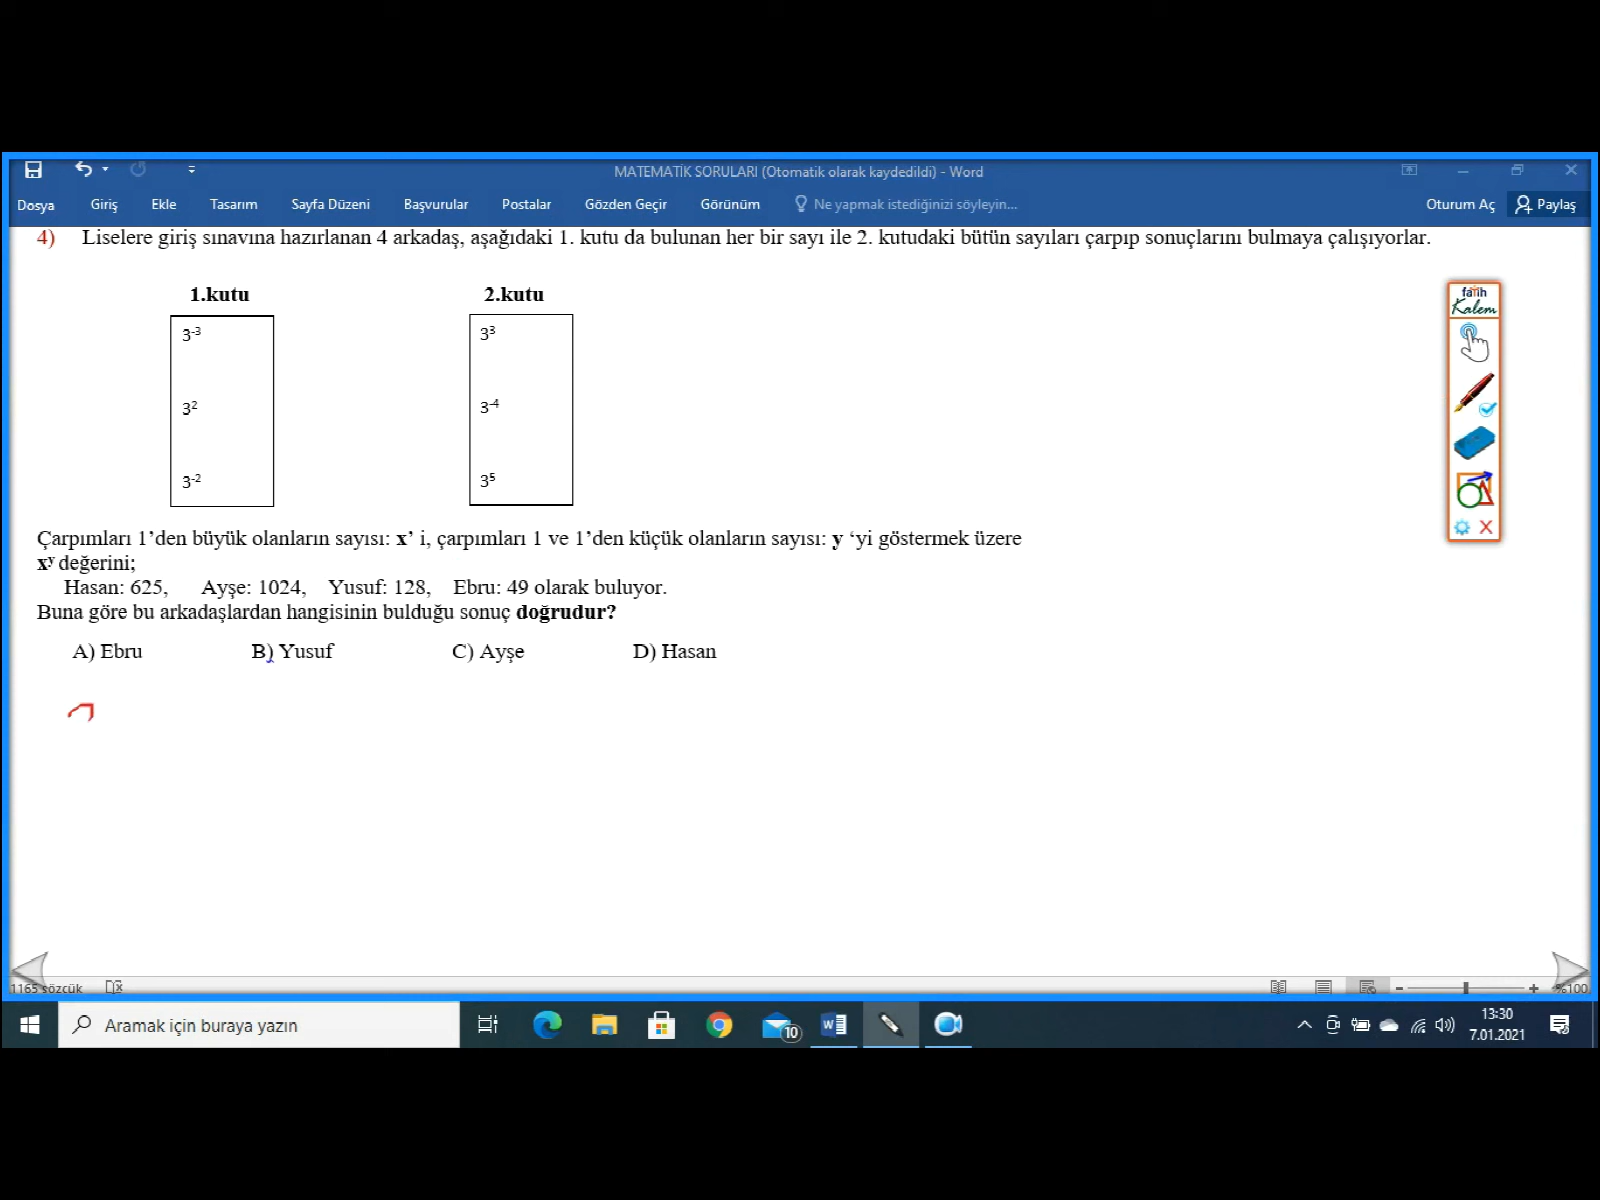 MATEMATİK SORULARI (Otomatik olarak kaydedildi) - Word
Dosya Giriş Ekle Tasarım Sayfa Düzeni Başvurular Postalar Gözden Geçir Görünüm Ne yapmak istediğinizi söyleyin... Oturum Aç Paylaş
4) Liselere giriş sınavına hazırlanan 4 arkadaş, aşağıdaki 1. kutu da bulunan her bir sayı ile 2. kutudaki bütün sayıları çarpıp sonuçlarını bulmaya çalışıyorlar.
1.kutu 2.kutu
3⁻³ 3³
3² 3⁻⁴
3⁻² 3⁵
fatih
Kalem
Çarpımları 1’den büyük olanların sayısı: x’ i, çarpımları 1 ve 1’den küçük olanların sayısı: y ‘yi göstermek üzere
xʸ değerini;
Hasan: 625, Ayşe: 1024, Yusuf: 128, Ebru: 49 olarak buluyor.
Buna göre bu arkadaşlardan hangisinin bulduğu sonuç doğrudur?
A) Ebru B) Yusuf C) Ayşe D) Hasan
1165 sözcük %100
Aramak için buraya yazın 10 13:30
7.01.2021